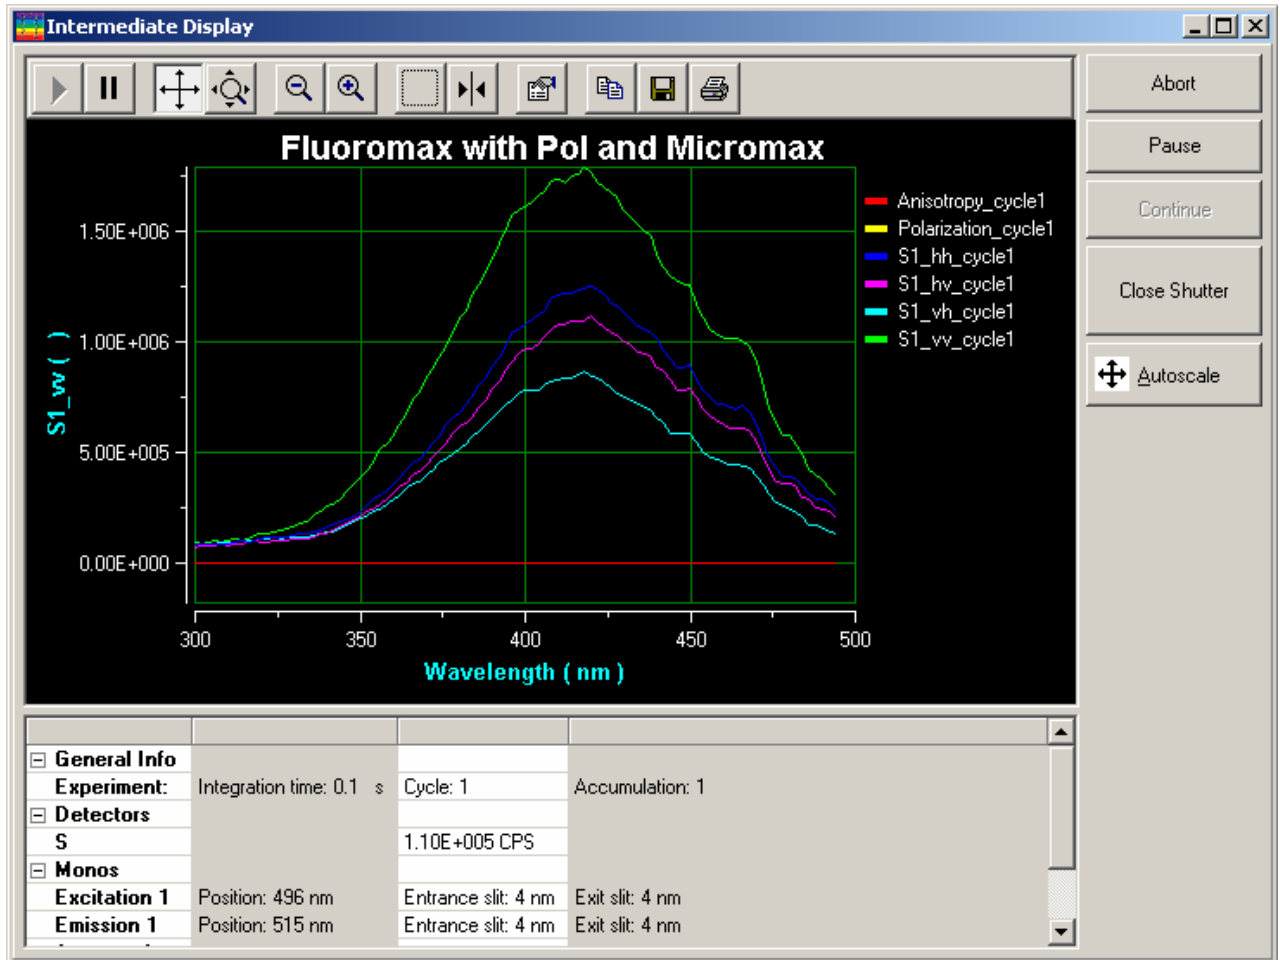 Intermediate Display
Fluoromax with Pol and Micromax
1.50E+006
1.00E+006
5.00E+005
0.00E+000
S1_vv ( )
300 350 400 450 500
Wavelength ( nm )
Anisotropy_cycle1
Polarization_cycle1
S1_hh_cycle1
S1_hv_cycle1
S1_vh_cycle1
S1_vv_cycle1
Abort
Pause
Continue
Close Shutter
Autoscale
General Info
Experiment: Integration time: 0.1 s Cycle: 1 Accumulation: 1
Detectors
S 1.10E+005 CPS
Monos
Excitation 1 Position: 496 nm Entrance slit: 4 nm Exit slit: 4 nm
Emission 1 Position: 515 nm Entrance slit: 4 nm Exit slit: 4 nm